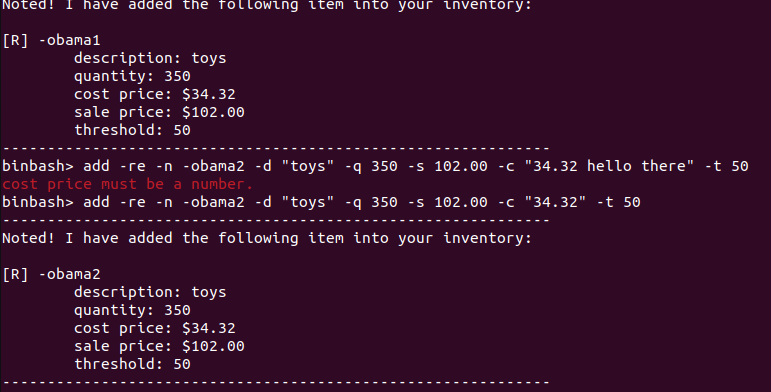 Noted! I have added the following item into your inventory:
[R] -obama1
description: toys
quantity: 350
cost price: $34.32
sale price: $102.00
threshold: 50
-------------------------------------------------------------
binbash> add -re -n -obama2 -d "toys" -q 350 -s 102.00 -c "34.32 hello there" -t 50
cost price must be a number.
binbash> add -re -n -obama2 -d "toys" -q 350 -s 102.00 -c "34.32" -t 50
-------------------------------------------------------------
Noted! I have added the following item into your inventory:
[R] -obama2
description: toys
quantity: 350
cost price: $34.32
sale price: $102.00
threshold: 50
-------------------------------------------------------------